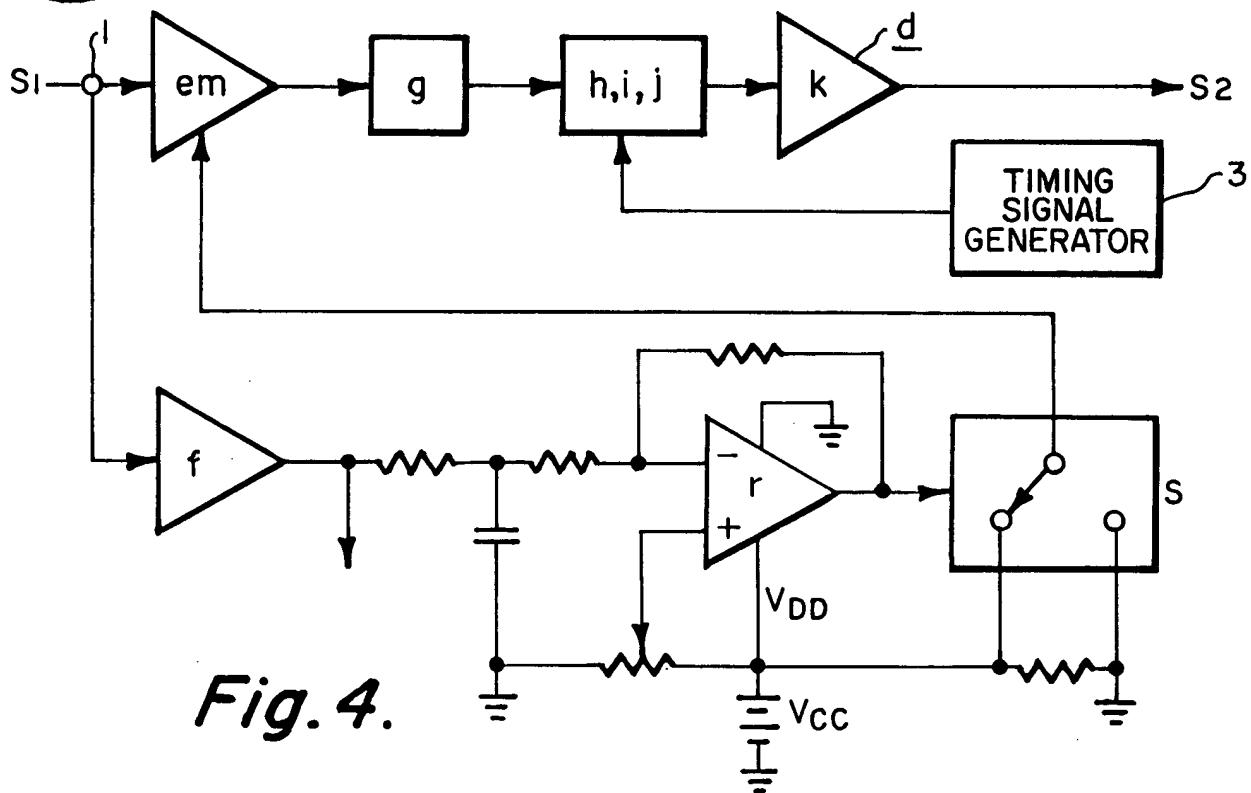 1
d
S1
em
g
h, i, j
k
S2
TIMING
SIGNAL
GENERATOR
3
f
−
r
+
S
VDD
VCC
Fig. 4.